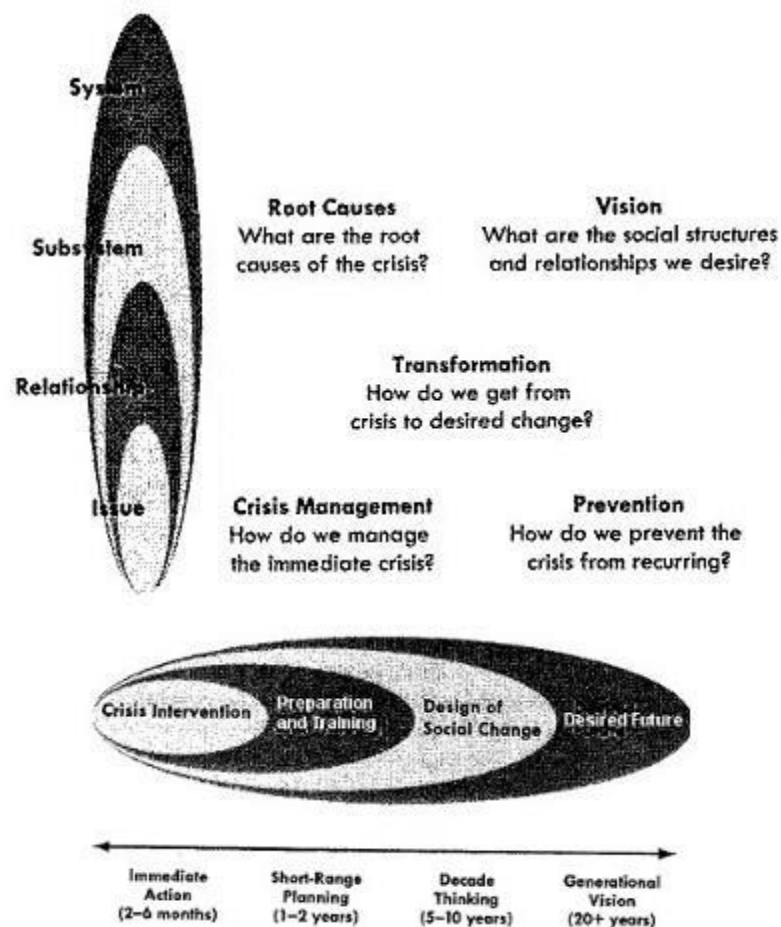 System
Root Causes
What are the root
causes of the crisis?
Vision
What are the social structures
and relationships we desire?
Subsystem
Transformation
How do we get from
crisis to desired change?
Relationship
Issue
Crisis Management
How do we manage
the immediate crisis?
Prevention
How do we prevent the
crisis from recurring?
Crisis Intervention
Preparation
and Training
Design of
Social Change
Desired Future
Immediate
Action
(2–6 months)
Short-Range
Planning
(1–2 years)
Decade
Thinking
(5–10 years)
Generational
Vision
(20+ years)